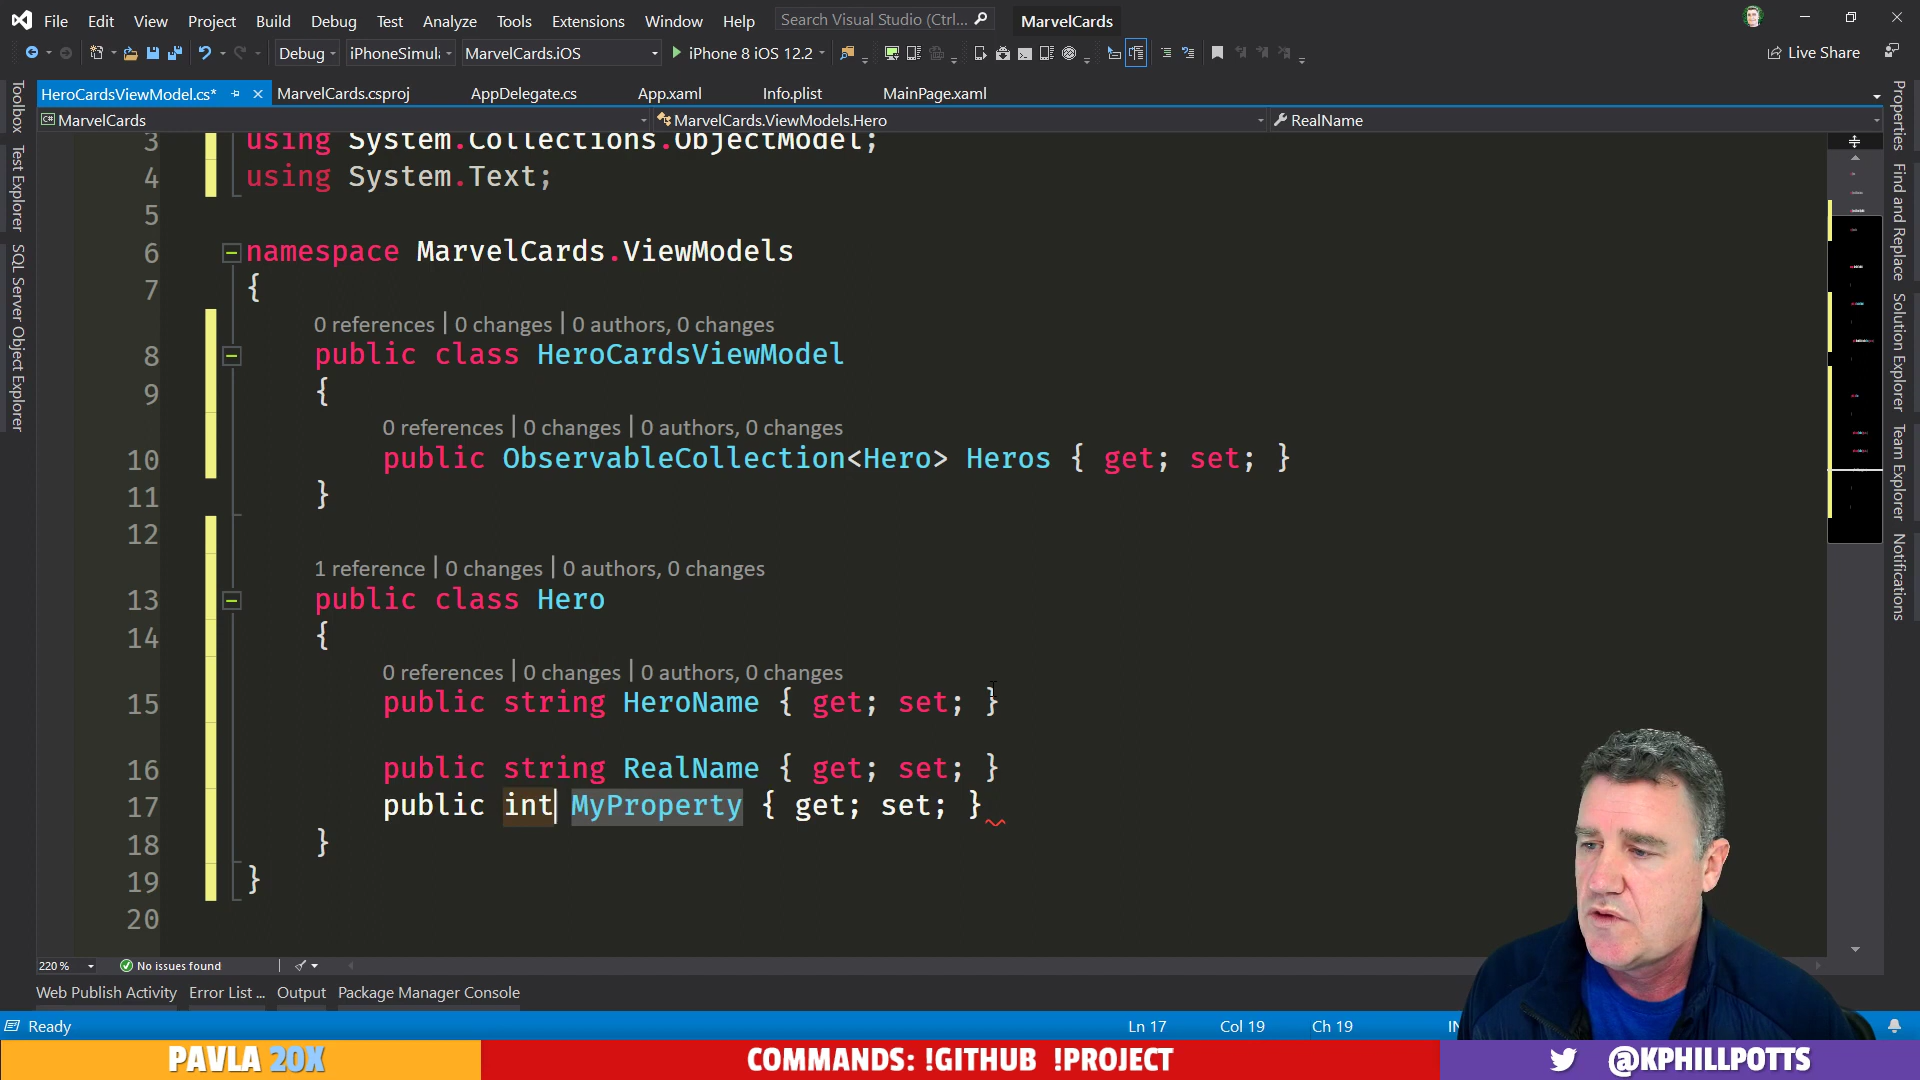 File Edit View Project Build Debug Test Analyze Tools Extensions Window Help Search Visual Studio (Ctrl... MarvelCards
Debug iPhoneSimul MarvelCards.iOS iPhone 8 iOS 12.2 Live Share
HeroCardsViewModel.cs* MarvelCards.csproj AppDelegate.cs App.xaml Info.plist MainPage.xaml
MarvelCards MarvelCards.ViewModels.Hero RealName
3 using System.Collections.ObjectModel;
4 using System.Text;
5
6 namespace MarvelCards.ViewModels
7 {
0 references | 0 changes | 0 authors, 0 changes
8 public class HeroCardsViewModel
9 {
0 references | 0 changes | 0 authors, 0 changes
10 public ObservableCollection<Hero> Heros { get; set; }
11 }
12
1 reference | 0 changes | 0 authors, 0 changes
13 public class Hero
14 {
0 references | 0 changes | 0 authors, 0 changes
15 public string HeroName { get; set; }
16 public string RealName { get; set; }
17 public int MyProperty { get; set; }
18 }
19 }
20
Toolbox
Test Explorer
SQL Server Object Explorer
Properties
Find and Replace
Solution Explorer
Team Explorer
Notifications
220 % No issues found
Web Publish Activity Error List ... Output Package Manager Console
Ready Ln 17 Col 19 Ch 19 IN
PAVLA 20X COMMANDS: !GITHUB !PROJECT @KPHILLPOTTS